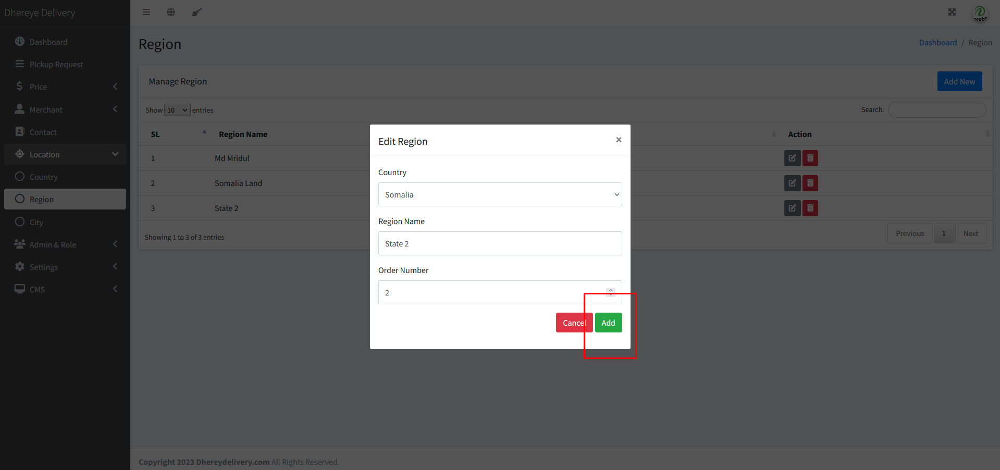 Dhereye Delivery
Dashboard
Pickup Request
Price
Merchant
Contact
Location
Country
Region
City
Admin & Role
Settings
CMS
Region
Dashboard / Region
Manage Region
Add New
Show 10 entries
Search:
SL Region Name Action
1 Md Mridul
2 Somalia Land
3 State 2
Showing 1 to 3 of 3 entries
Previous 1 Next
Edit Region
×
Country
Somalia
Region Name
State 2
Order Number
2
Cancel Add
Copyright 2023 Dhereydelivery.com All Rights Reserved.